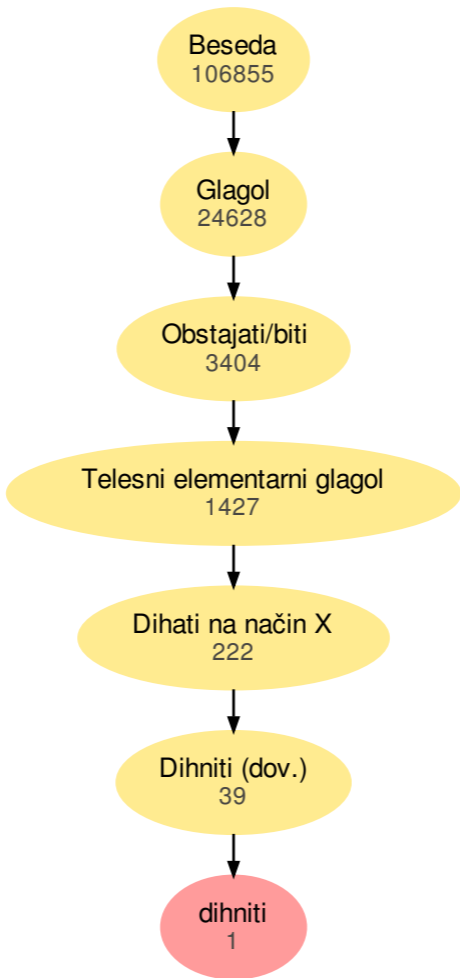 Beseda
106855
Glagol
24628
Obstajati/biti
3404
Telesni elementarni glagol
1427
Dihati na način X
222
Dihniti (dov.)
39
dihniti
1